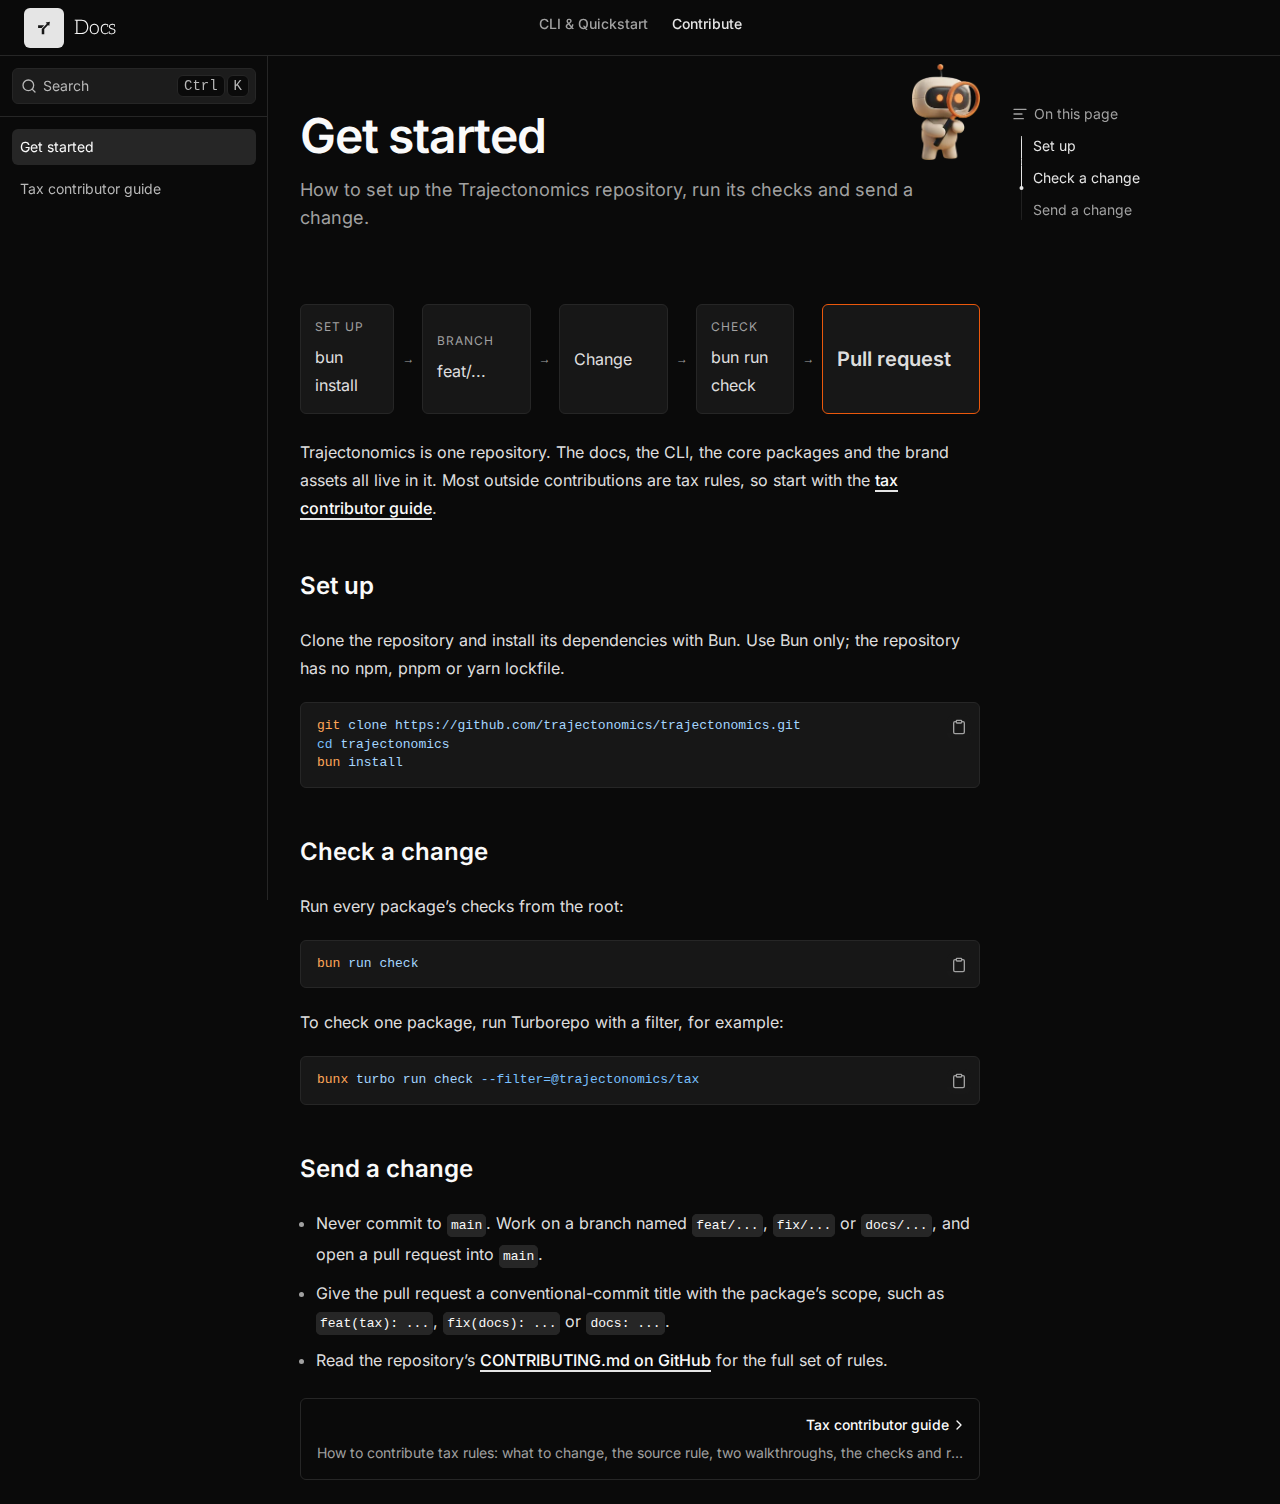 Docs
CLI & Quickstart
Contribute
Search
Ctrl K
Get started
Tax contributor guide
Get started
How to set up the Trajectonomics repository, run its checks and send a
change.
On this page
Set up
Check a change
Send a change
SET UP
bun
install
→
BRANCH
feat/...
→
Change
→
CHECK
bun run
check
→
Pull request
Trajectonomics is one repository. The docs, the CLI, the core packages and the brand
assets all live in it. Most outside contributions are tax rules, so start with the tax
contributor guide.
Set up
Clone the repository and install its dependencies with Bun. Use Bun only; the repository
has no npm, pnpm or yarn lockfile.
git clone https://github.com/trajectonomics/trajectonomics.git
cd trajectonomics
bun install
Check a change
Run every package’s checks from the root:
bun run check
To check one package, run Turborepo with a filter, for example:
bunx turbo run check --filter=@trajectonomics/tax
Send a change
Never commit to main. Work on a branch named feat/..., fix/... or docs/..., and
open a pull request into main.
Give the pull request a conventional-commit title with the package’s scope, such as
feat(tax): ..., fix(docs): ... or docs: ....
Read the repository’s CONTRIBUTING.md on GitHub for the full set of rules.
Tax contributor guide
How to contribute tax rules: what to change, the source rule, two walkthroughs, the checks and r...